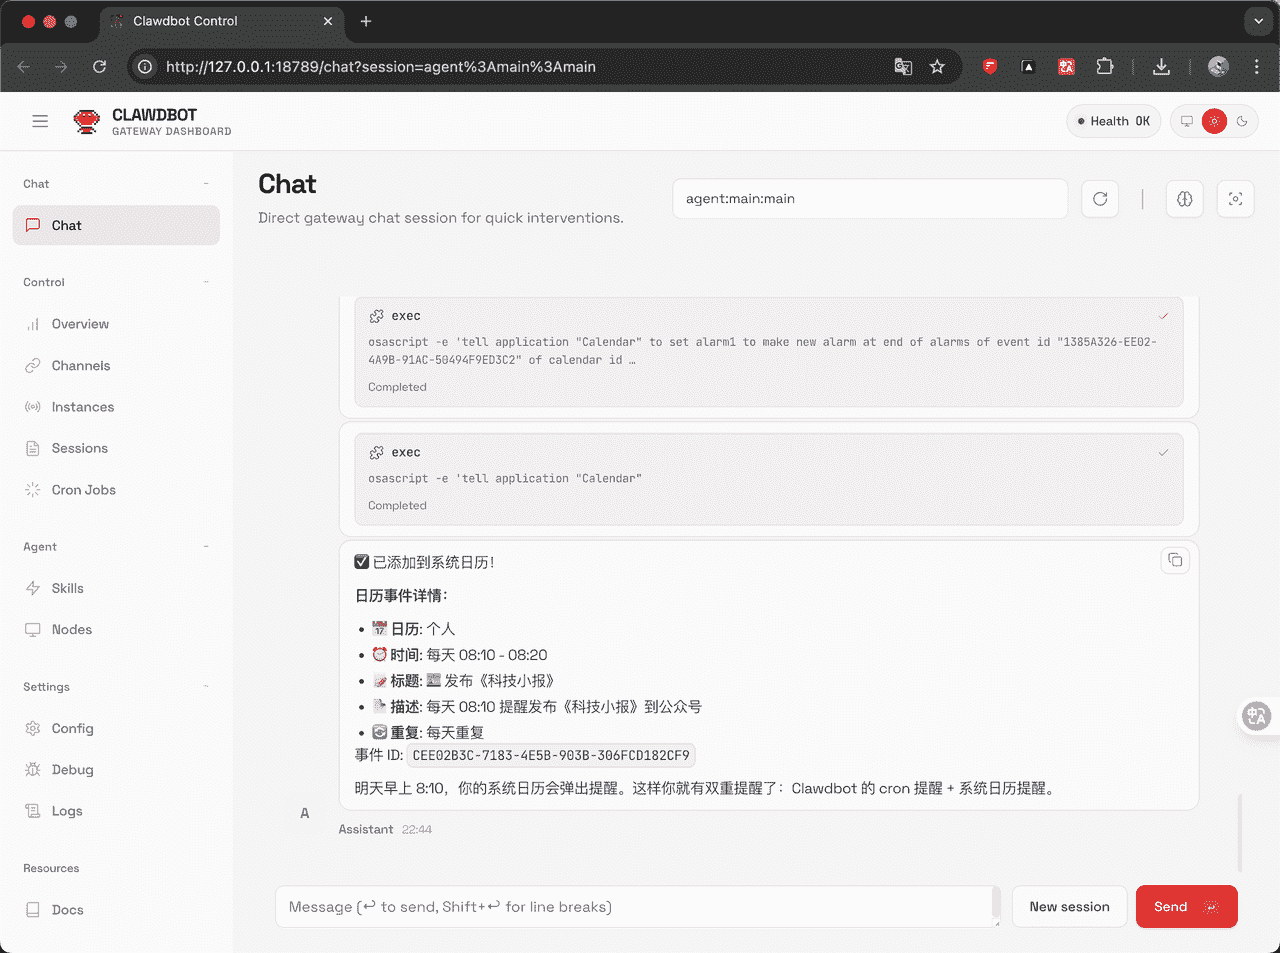 Clawdbot Control
http://127.0.0.1:18789/chat?session=agent%3Amain%3Amain
CLAWDBOT
GATEWAY DASHBOARD
Health OK
Chat
Chat
Control
Overview
Channels
Instances
Sessions
Cron Jobs
Agent
Skills
Nodes
Settings
Config
Debug
Logs
Resources
Docs
Chat
Direct gateway chat session for quick interventions.
agent:main:main
exec
osascript -e 'tell application "Calendar" to set alarm1 to make new alarm at end of alarms of event id "1385A326-EE02-
4A9B-91AC-50494F9ED3C2" of calendar id …
Completed
exec
osascript -e 'tell application "Calendar"
Completed
✅ 已添加到系统日历！
日历事件详情：
• 📅 日历: 个人
• ⏰ 时间: 每天 08:10 - 08:20
• 📝 标题: 📰 发布《科技小报》
• 📝 描述: 每天 08:10 提醒发布《科技小报》到公众号
• 🔄 重复: 每天重复
事件 ID: CEE02B3C-7183-4E5B-903B-306FCD182CF9
明天早上 8:10，你的系统日历会弹出提醒。这样你就有双重提醒了：Clawdbot 的 cron 提醒 + 系统日历提醒。
A
Assistant 22:44
Message (↩ to send, Shift+↩ for line breaks)
New session
Send